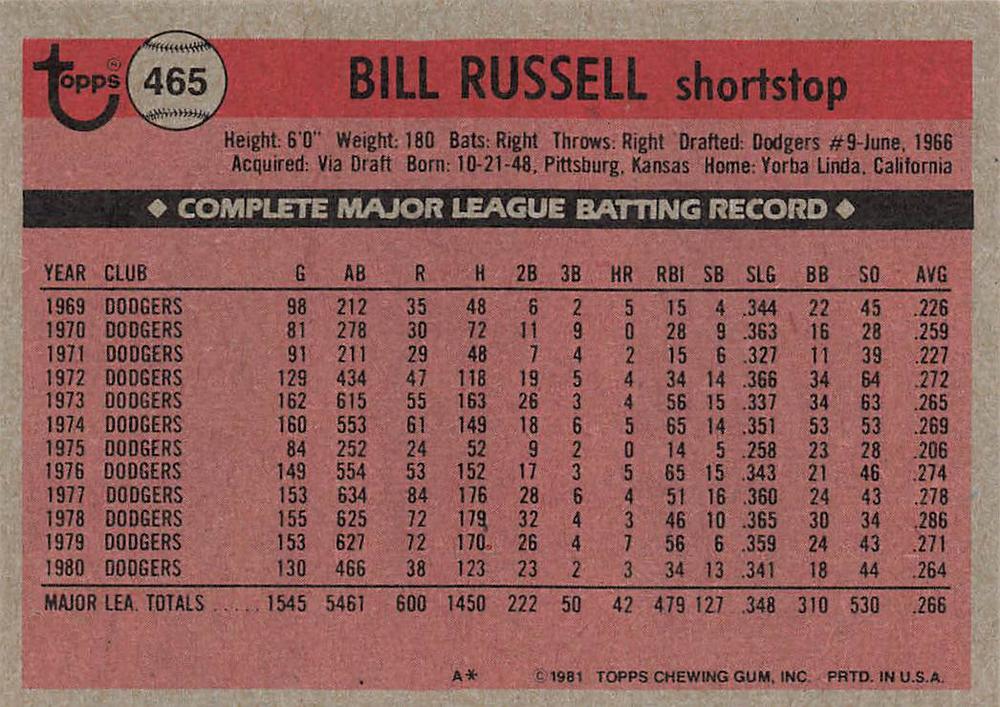 topps® 465 BILL RUSSELL shortstop
Height: 6'0" Weight: 180 Bats: Right Throws: Right Drafted: Dodgers #9-June, 1966
Acquired: Via Draft Born: 10-21-48, Pittsburg, Kansas Home: Yorba Linda, California
◆ COMPLETE MAJOR LEAGUE BATTING RECORD ◆
YEAR CLUB G AB R H 2B 3B HR RBI SB SLG BB SO AVG
1969 DODGERS 98 212 35 48 6 2 5 15 4 .344 22 45 .226
1970 DODGERS 81 278 30 72 11 9 0 28 9 .363 16 28 .259
1971 DODGERS 91 211 29 48 7 4 2 15 6 .327 11 39 .227
1972 DODGERS 129 434 47 118 19 5 4 34 14 .366 34 64 .272
1973 DODGERS 162 615 55 163 26 3 4 56 15 .337 34 63 .265
1974 DODGERS 160 553 61 149 18 6 5 65 14 .351 53 53 .269
1975 DODGERS 84 252 24 52 9 2 0 14 5 .258 23 28 .206
1976 DODGERS 149 554 53 152 17 3 5 65 15 .343 21 46 .274
1977 DODGERS 153 634 84 176 28 6 4 51 16 .360 24 43 .278
1978 DODGERS 155 625 72 179 32 4 3 46 10 .365 30 34 .286
1979 DODGERS 153 627 72 170 26 4 7 56 6 .359 24 43 .271
1980 DODGERS 130 466 38 123 23 2 3 34 13 .341 18 44 .264
MAJOR LEA. TOTALS ..... 1545 5461 600 1450 222 50 42 479 127 .348 310 530 .266
A* © 1981 TOPPS CHEWING GUM, INC. PRTD. IN U.S.A.